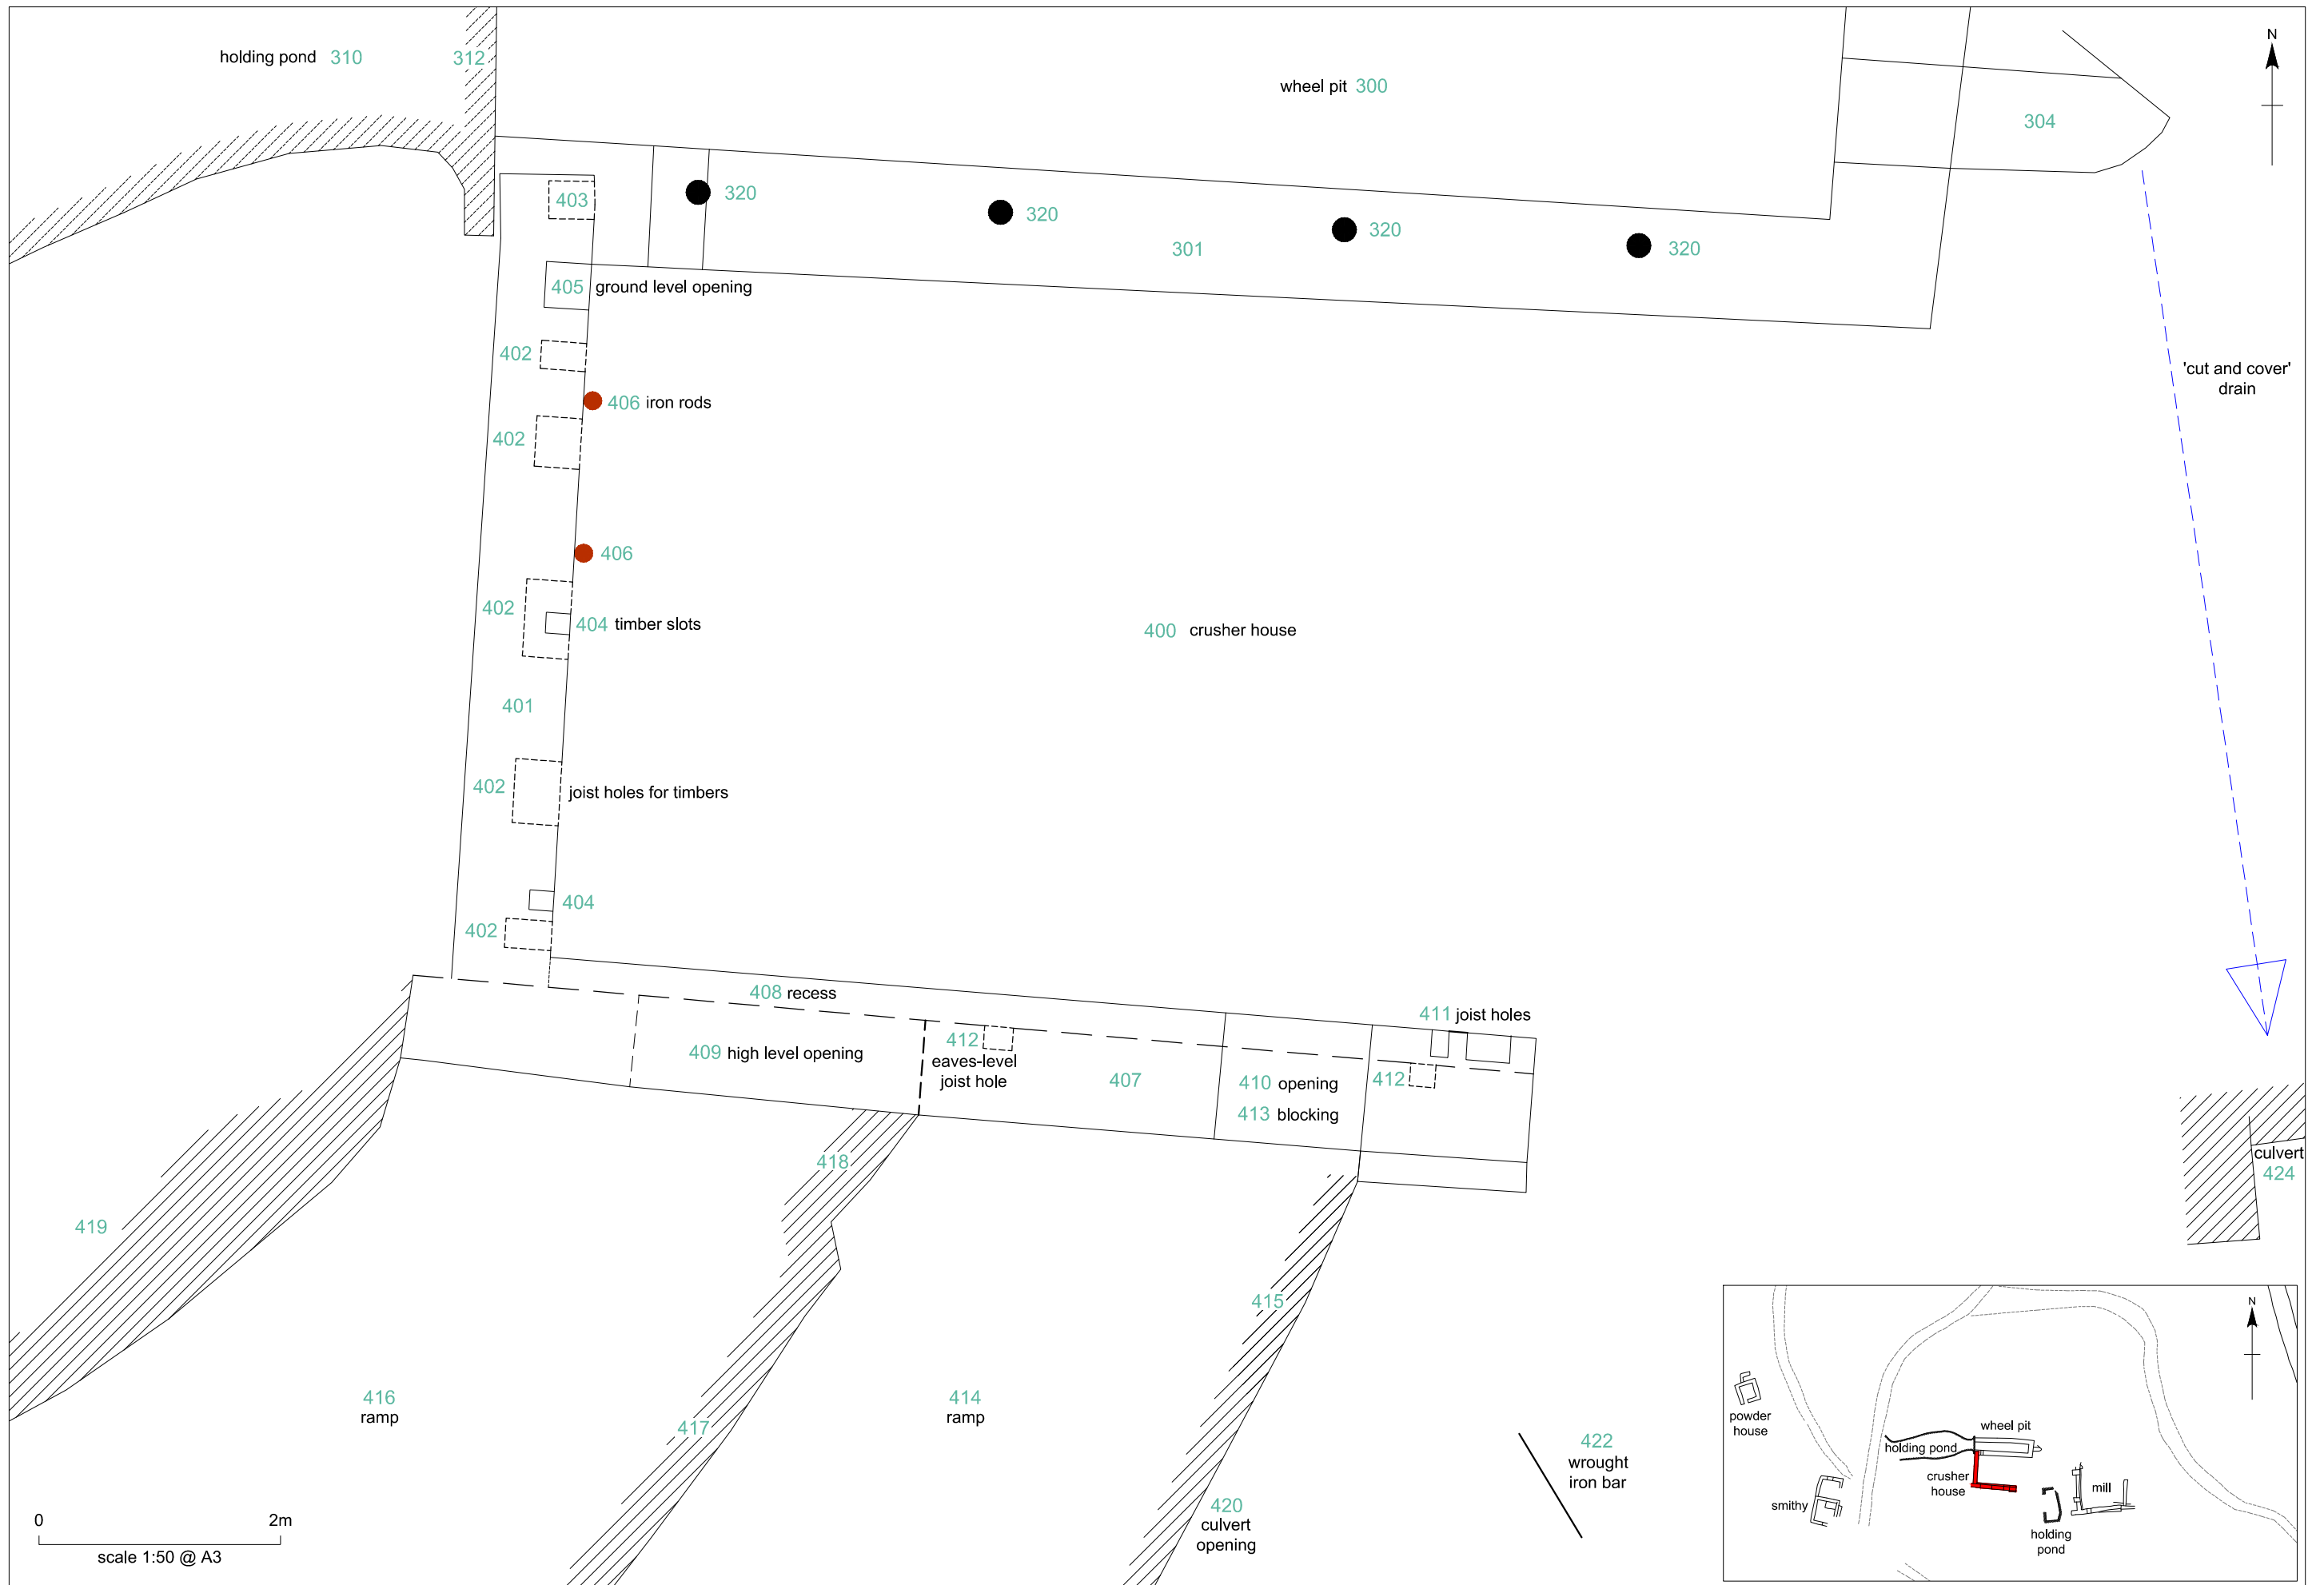 holding pond 310
312
wheel pit 300
N
304
403
320
320
320
320
301
405 ground level opening
402
'cut and cover'
drain
406 iron rods
402
406
402
404 timber slots
400 crusher house
401
402
joist holes for timbers
404
402
408 recess
411 joist holes
412
eaves-level
joist hole
409 high level opening
407
410 opening
412
413 blocking
culvert
424
418
419
415
416
ramp
414
ramp
417
422
wrought
iron bar
420
culvert
opening
0 2m
scale 1:50 @ A3
N
powder
house
wheel pit
holding pond
crusher
house
mill
smithy
holding
pond